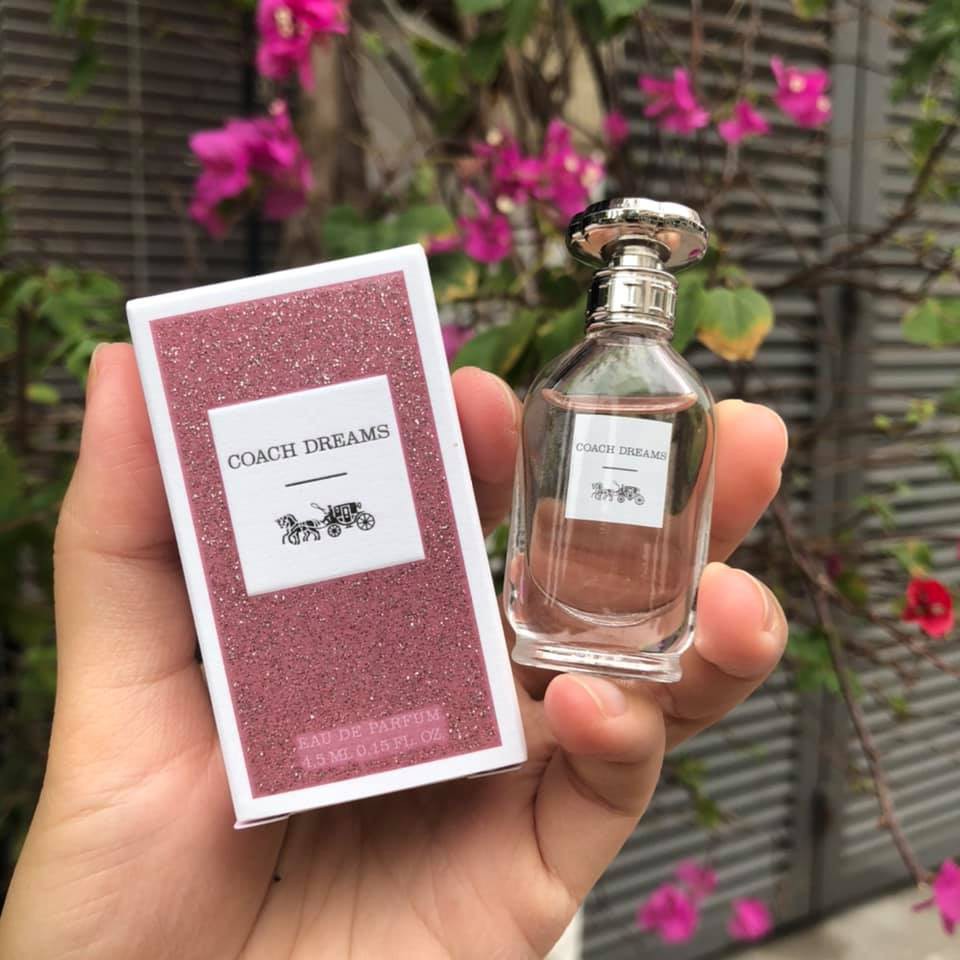 COACH DREAMS
EAU DE PARFUM
4.5 ML 0.15 FL. OZ.
COACH DREAMS